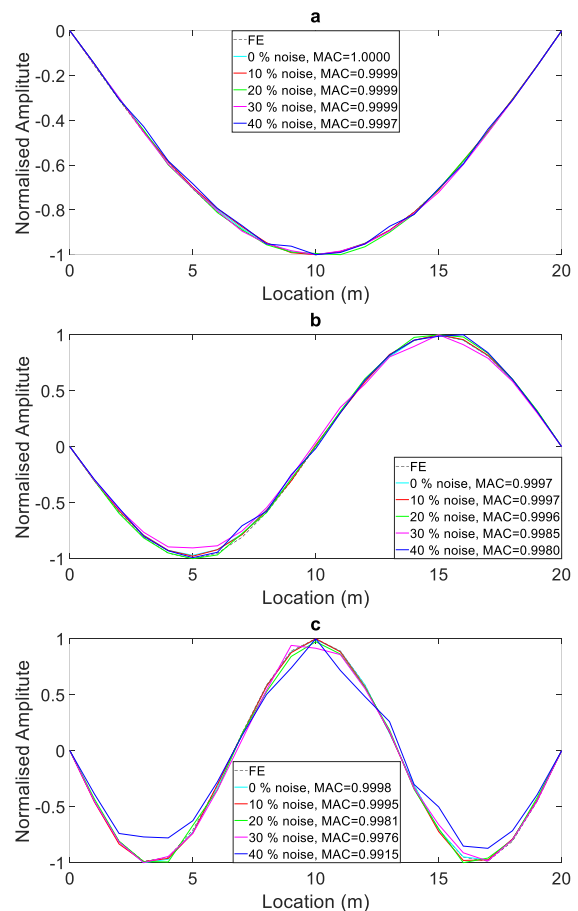 a
0
-0.2
-0.4
-0.6
-0.8
-1
Normalised Amplitute
FE
0 % noise, MAC=1.0000
10 % noise, MAC=0.9999
20 % noise, MAC=0.9999
30 % noise, MAC=0.9999
40 % noise, MAC=0.9997
0 5 10 15 20
Location (m)
b
1
0.5
0
-0.5
-1
Normalised Amplitute
FE
0 % noise, MAC=0.9997
10 % noise, MAC=0.9997
20 % noise, MAC=0.9996
30 % noise, MAC=0.9985
40 % noise, MAC=0.9980
0 5 10 15 20
Location (m)
c
1
0.5
0
-0.5
-1
Normalised Amplitute
FE
0 % noise, MAC=0.9998
10 % noise, MAC=0.9995
20 % noise, MAC=0.9981
30 % noise, MAC=0.9976
40 % noise, MAC=0.9915
0 5 10 15 20
Location (m)